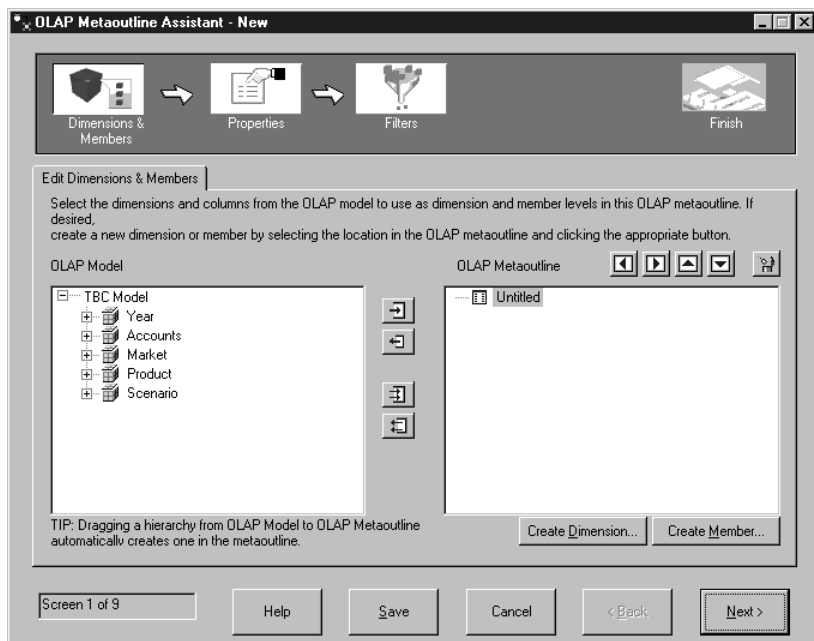 OLAP Metaoutline Assistant - New
Dimensions &
Members
Properties
Filters
Finish
Edit Dimensions & Members
Select the dimensions and columns from the OLAP model to use as dimension and member levels in this OLAP metaoutline. If
desired,
create a new dimension or member by selecting the location in the OLAP metaoutline and clicking the appropriate button.
OLAP Model
OLAP Metaoutline
TBC Model
Year
Accounts
Market
Product
Scenario
Untitled
TIP: Dragging a hierarchy from OLAP Model to OLAP Metaoutline
automatically creates one in the metaoutline.
Create Dimension...
Create Member...
Screen 1 of 9
Help
Save
Cancel
< Back
Next >